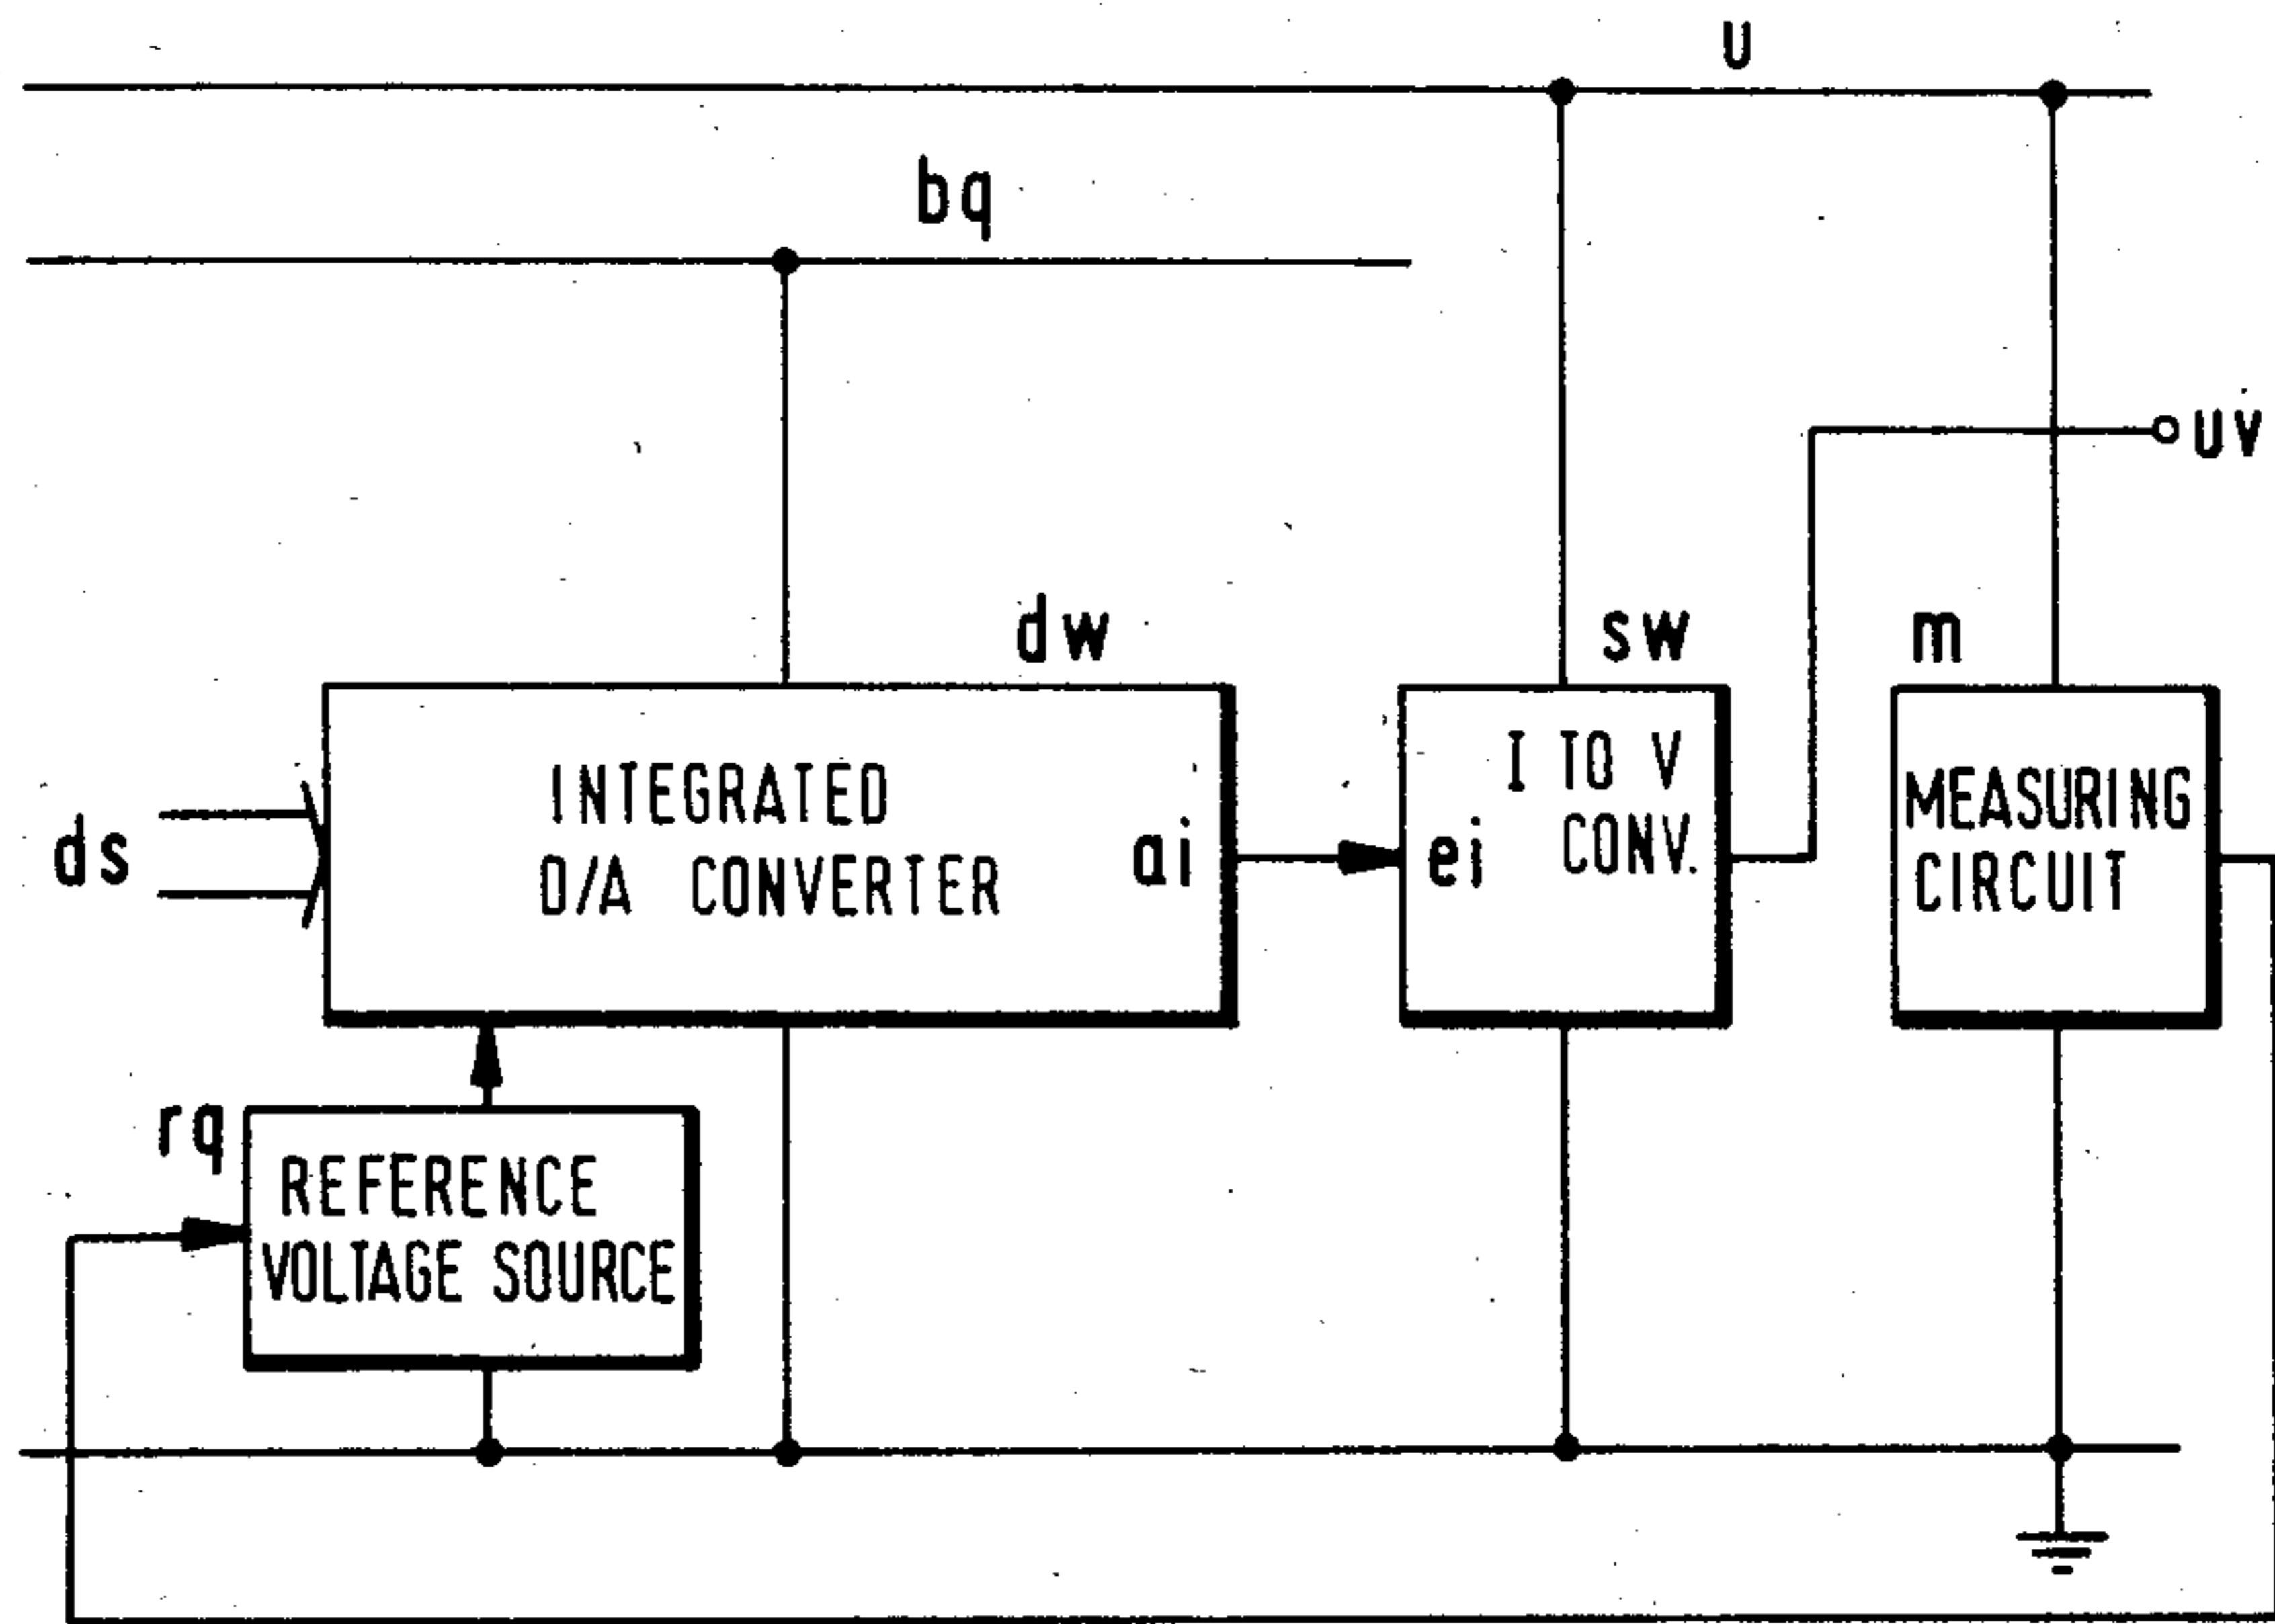 U
bq
UV
dw
sw
m
I TO V
CONV.
INTEGRATED
D/A CONVERTER
MEASURING
CIRCUIT
ds
ai
ei
rq
REFERENCE
VOLTAGE SOURCE